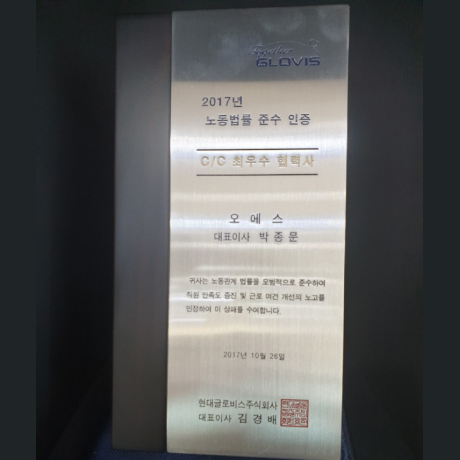 Together
GLOVIS
2017년
노동법률 준수 인증
C/C 최우수 협력사
오 에 스
대표이사 박 종 문
귀사는 노동관계 법률을 모범적으로 준수하여
직원 만족도 증진 및 근로 여건 개선의 노고를
인정하여 이 상패를 수여합니다.
2017년 10월 26일
현대글로비스주식회사
대표이사 김 경 배